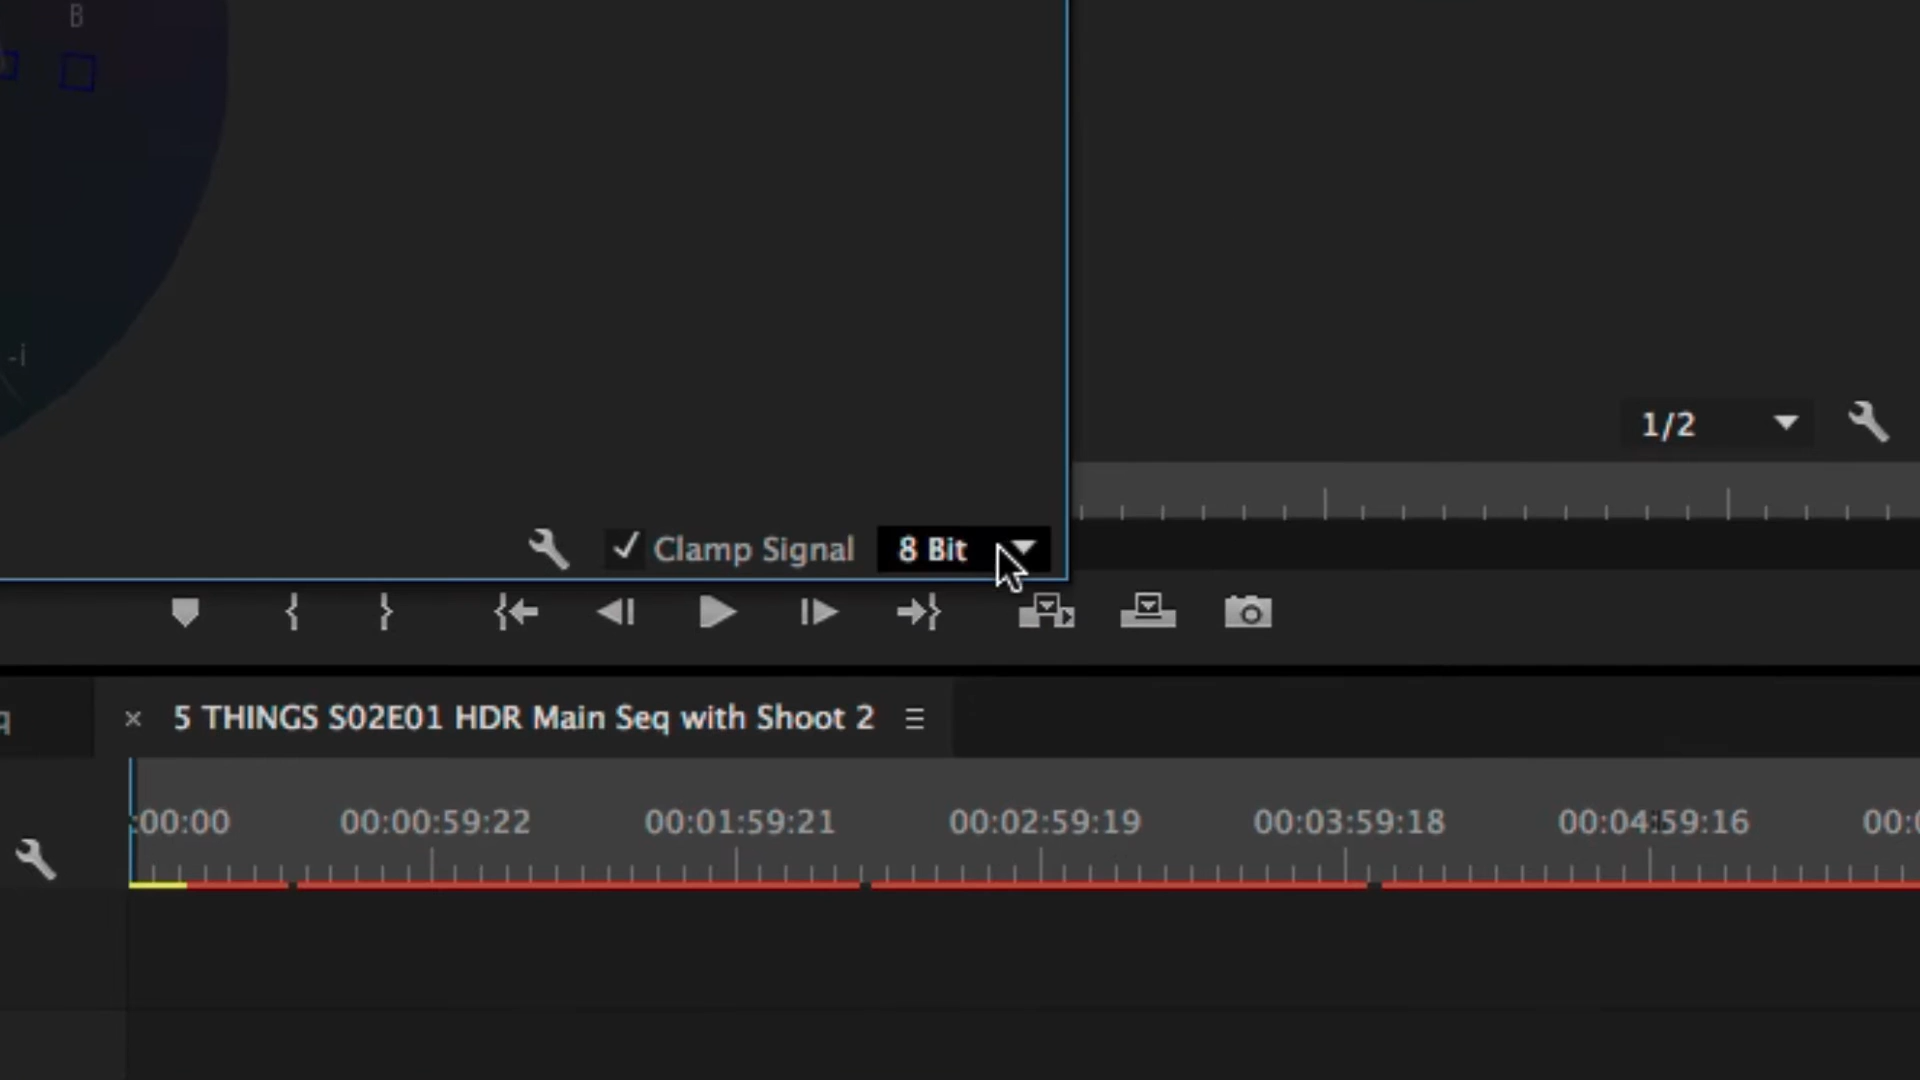 B
-i
1/2
Clamp Signal 8 Bit
q
× 5 THINGS S02E01 HDR Main Seq with Shoot 2
:00:00 00:00:59:22 00:01:59:21 00:02:59:19 00:03:59:18 00:04:59:16 00: